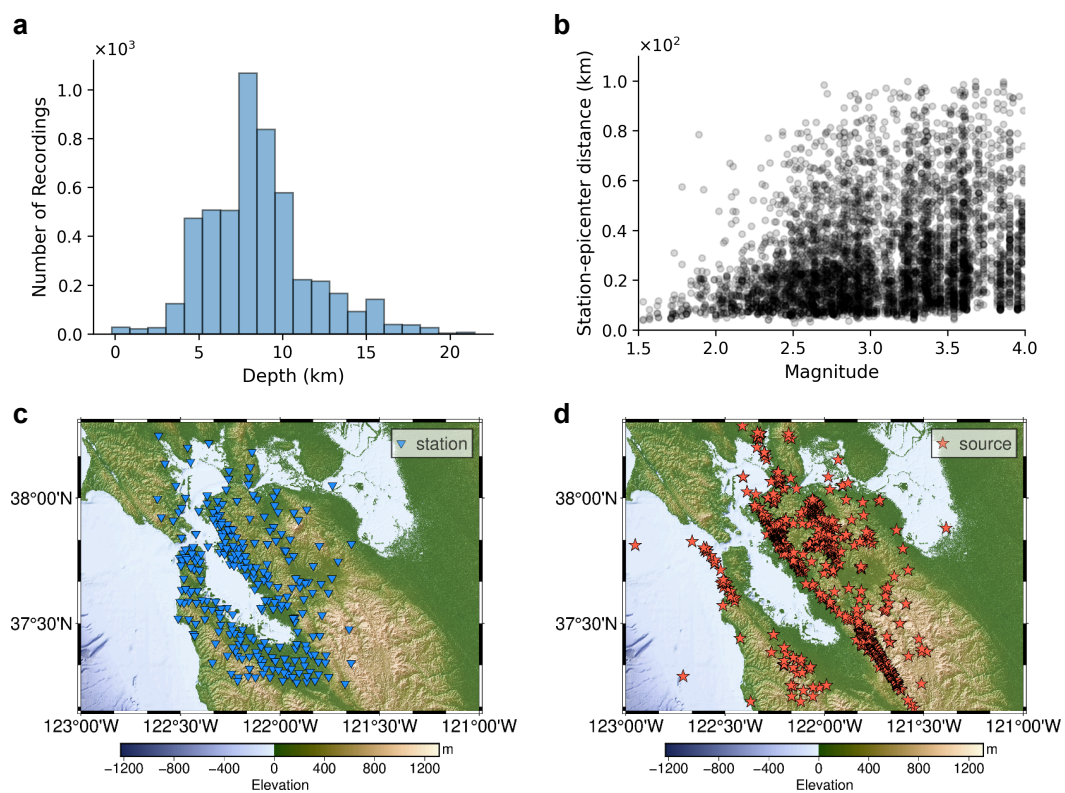 a
×10³
Number of Recordings
1.0
0.8
0.6
0.4
0.2
0.0
0 5 10 15 20
Depth (km)
b
×10²
Station-epicenter distance (km)
1.0
0.8
0.6
0.4
0.2
0.0
1.5 2.0 2.5 3.0 3.5 4.0
Magnitude
c
station
38°00'N
37°30'N
123°00'W 122°30'W 122°00'W 121°30'W 121°00'W
m
−1200 −800 −400 0 400 800 1200
Elevation
d
source
38°00'N
37°30'N
123°00'W 122°30'W 122°00'W 121°30'W 121°00'W
m
−1200 −800 −400 0 400 800 1200
Elevation